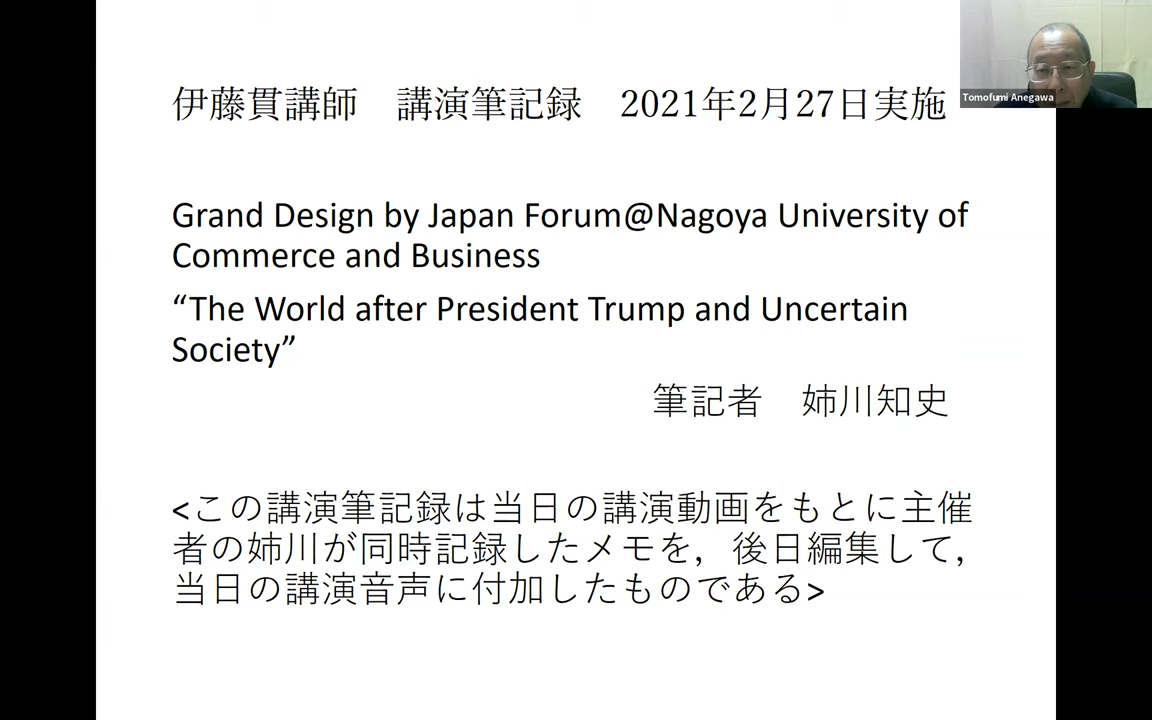 伊藤貫講師　講演筆記録　2021年2月27日実施
Tomofumi Anegawa
Grand Design by Japan Forum@Nagoya University of
Commerce and Business
“The World after President Trump and Uncertain
Society”
筆記者　姉川知史
<この講演筆記録は当日の講演動画をもとに主催
者の姉川が同時記録したメモを，後日編集して，
当日の講演音声に付加したものである>